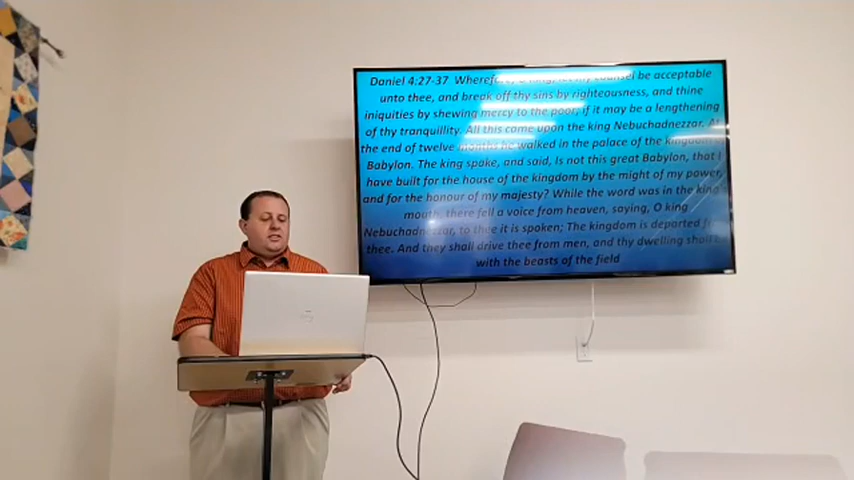 Daniel 4:27-37 Wherefore, O king, let my counsel be acceptable
unto thee, and break off thy sins by righteousness, and thine
iniquities by shewing mercy to the poor; if it may be a lengthening
of thy tranquillity. All this came upon the king Nebuchadnezzar. At
the end of twelve months he walked in the palace of the kingdom of
Babylon. The king spake, and said, Is not this great Babylon, that I
have built for the house of the kingdom by the might of my power,
and for the honour of my majesty? While the word was in the king's
mouth, there fell a voice from heaven, saying, O king
Nebuchadnezzar, to thee it is spoken; The kingdom is departed from
thee. And they shall drive thee from men, and thy dwelling shall be
with the beasts of the field